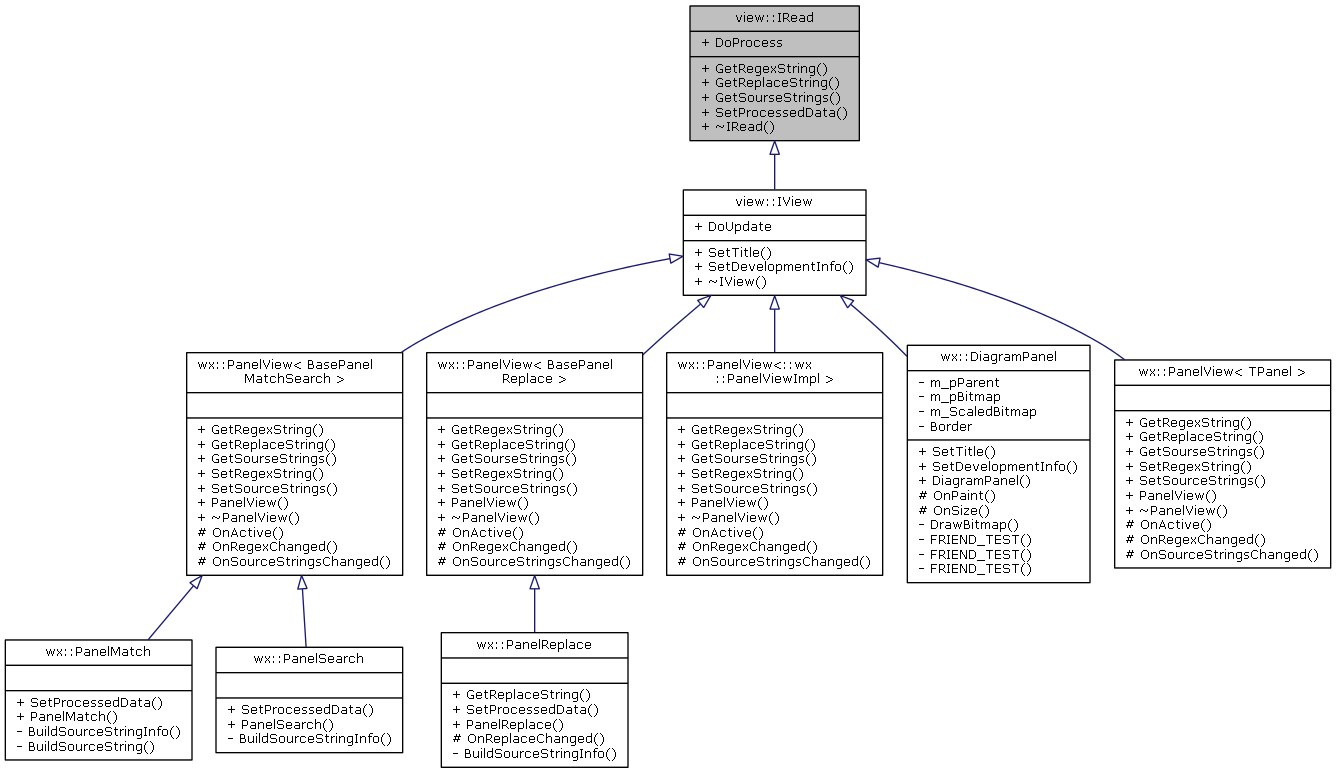 view::IRead
+ DoProcess
+ GetRegexString()
+ GetReplaceString()
+ GetSourseStrings()
+ SetProcessedData()
+ ~IRead()
view::IView
+ DoUpdate
+ SetTitle()
+ SetDevelopmentInfo()
+ ~IView()
wx::PanelView< BasePanel
MatchSearch >
+ GetRegexString()
+ GetReplaceString()
+ GetSourseStrings()
+ SetRegexString()
+ SetSourceStrings()
+ PanelView()
+ ~PanelView()
# OnActive()
# OnRegexChanged()
# OnSourceStringsChanged()
wx::PanelView< BasePanel
Replace >
+ GetRegexString()
+ GetReplaceString()
+ GetSourseStrings()
+ SetRegexString()
+ SetSourceStrings()
+ PanelView()
+ ~PanelView()
# OnActive()
# OnRegexChanged()
# OnSourceStringsChanged()
wx::PanelView<::wx
::PanelViewImpl >
+ GetRegexString()
+ GetReplaceString()
+ GetSourseStrings()
+ SetRegexString()
+ SetSourceStrings()
+ PanelView()
+ ~PanelView()
# OnActive()
# OnRegexChanged()
# OnSourceStringsChanged()
wx::DiagramPanel
- m_pParent
- m_pBitmap
- m_ScaledBitmap
- Border
+ SetTitle()
+ SetDevelopmentInfo()
+ DiagramPanel()
# OnPaint()
# OnSize()
- DrawBitmap()
- FRIEND_TEST()
- FRIEND_TEST()
- FRIEND_TEST()
wx::PanelView< TPanel >
+ GetRegexString()
+ GetReplaceString()
+ GetSourseStrings()
+ SetRegexString()
+ SetSourceStrings()
+ PanelView()
+ ~PanelView()
# OnActive()
# OnRegexChanged()
# OnSourceStringsChanged()
wx::PanelMatch
+ SetProcessedData()
+ PanelMatch()
- BuildSourceStringInfo()
- BuildSourceString()
wx::PanelSearch
+ SetProcessedData()
+ PanelSearch()
- BuildSourceStringInfo()
wx::PanelReplace
+ GetReplaceString()
+ SetProcessedData()
+ PanelReplace()
# OnReplaceChanged()
- BuildSourceStringInfo()